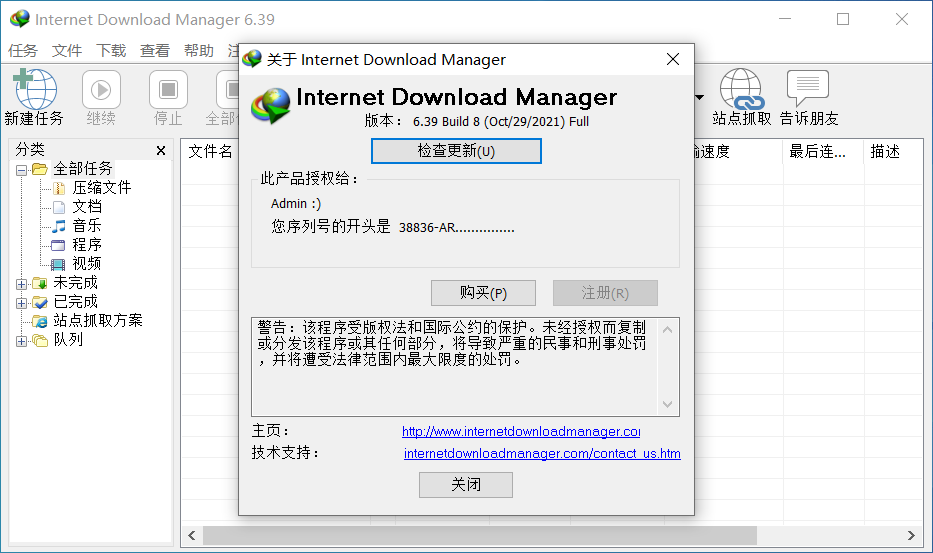 Internet Download Manager 6.39
任务 文件 下载 查看 帮助
新建任务 继续 停止 站点抓取 告诉朋友
分类
全部任务
压缩文件
文档
音乐
程序
视频
未完成
已完成
站点抓取方案
队列
文件名 速度 最后连... 描述
关于 Internet Download Manager
Internet Download Manager
版本： 6.39 Build 8 (Oct/29/2021) Full
检查更新(U)
此产品授权给：
Admin :)
您序列号的开头是 38836-AR...............
购买(P) 注册(R)
警告：该程序受版权法和国际公约的保护。未经授权而复制
或分发该程序或其任何部分，将导致严重的民事和刑事处罚
，并将遭受法律范围内最大限度的处罚。
主页： http://www.internetdownloadmanager.co
技术支持： internetdownloadmanager.com/contact_us.htm
关闭